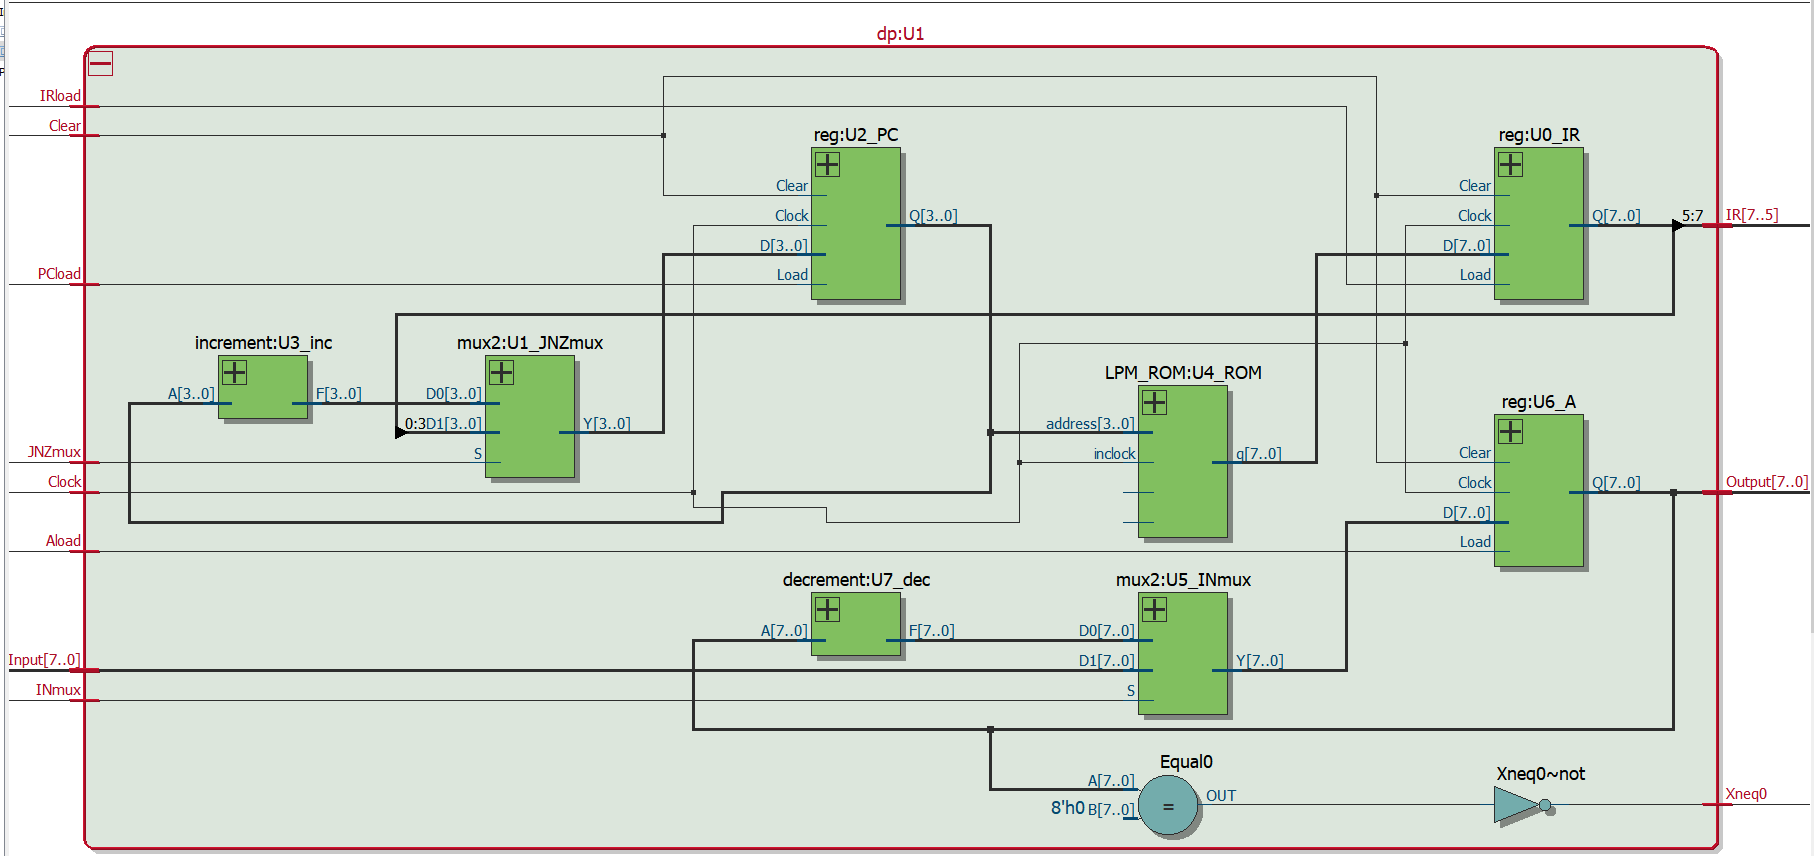 dp:U1
IRload
Clear
reg:U2_PC
reg:U0_IR
Clear
Clear
Clock
Q[3..0]
Clock
Q[7..0]
5:7
IR[7..5]
D[3..0]
D[7..0]
PCload
Load
Load
increment:U3_inc
mux2:U1_JNZmux
LPM_ROM:U4_ROM
A[3..0]
F[3..0]
D0[3..0]
reg:U6_A
0:3
D1[3..0]
Y[3..0]
address[3..0]
JNZmux
S
inclock
q[7..0]
Clear
Clock
Clock
Q[7..0]
Output[7..0]
D[7..0]
Aload
Load
decrement:U7_dec
mux2:U5_INmux
A[7..0]
F[7..0]
D0[7..0]
Input[7..0]
D1[7..0]
Y[7..0]
INmux
S
Equal0
Xneq0~not
A[7..0]
OUT
Xneq0
8'h0
B[7..0]
=